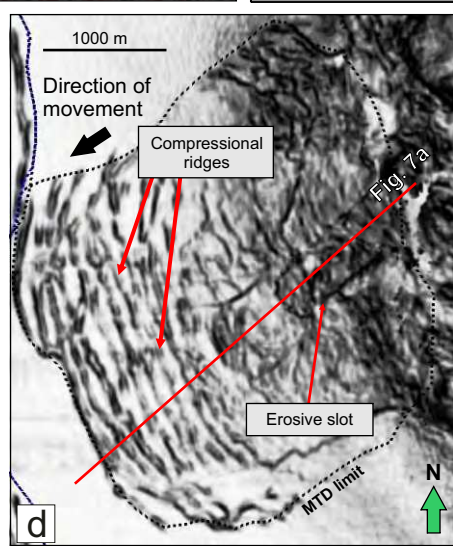 1000 m
Direction of
movement
Compressional
ridges
Fig. 7a
Erosive slot
MTD limit
N
d